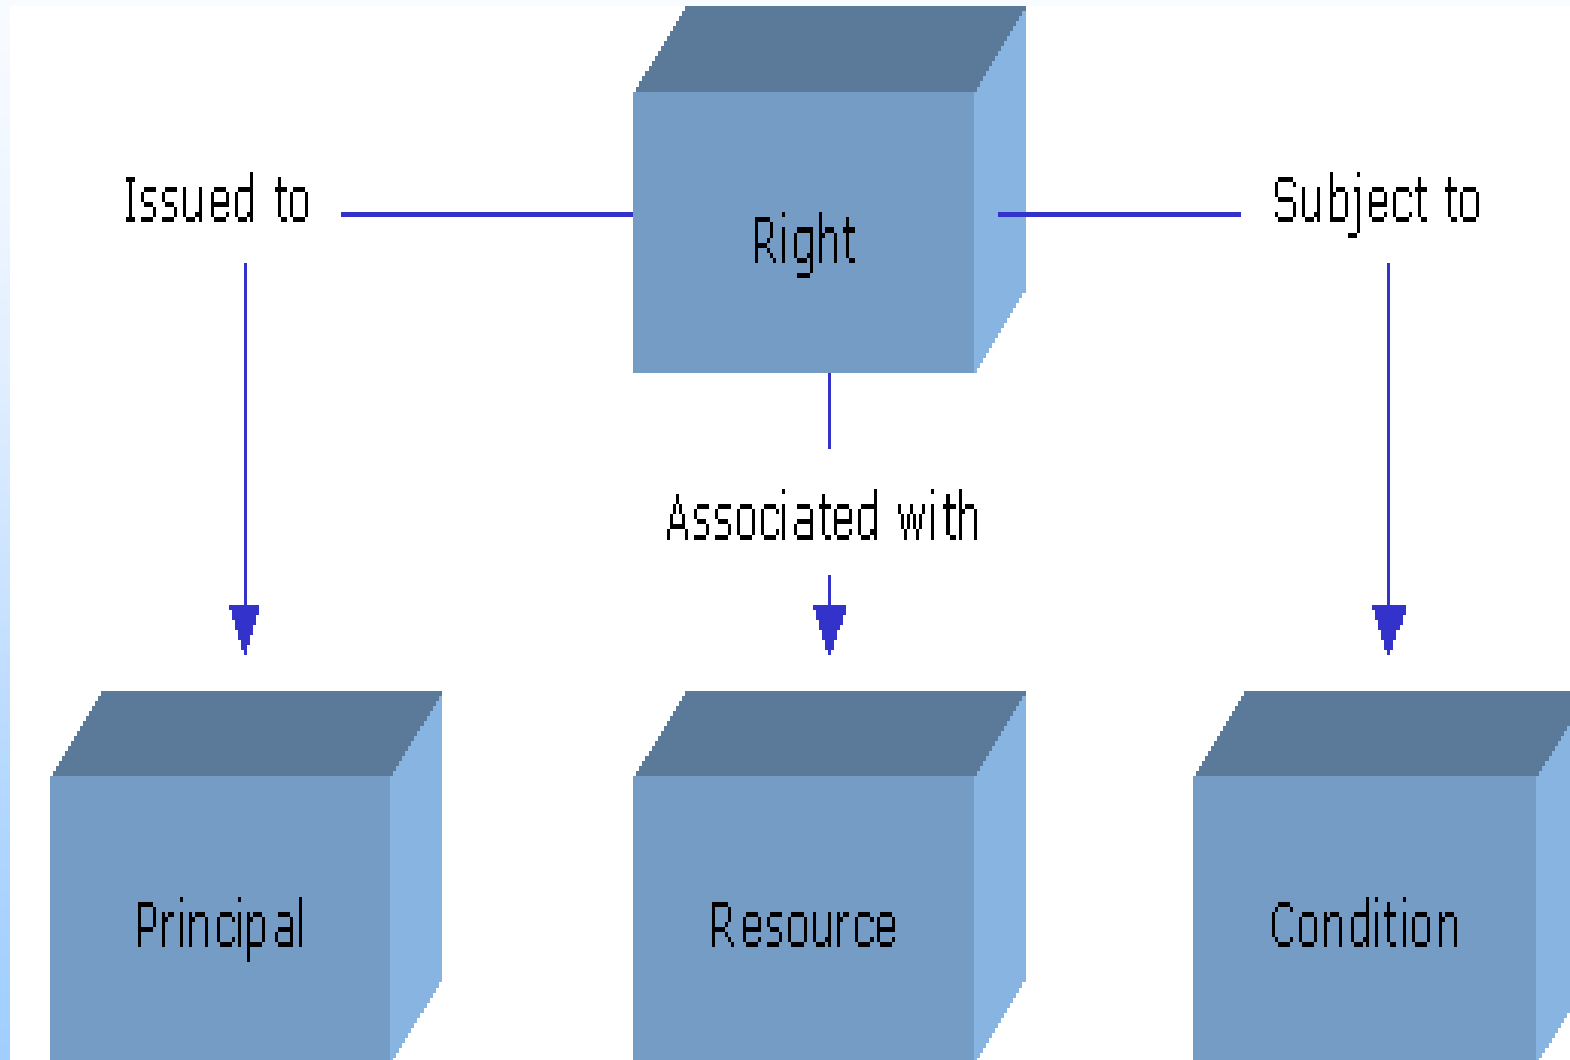 Issued to
Right
Subject to
Associated with
Principal
Resource
Condition